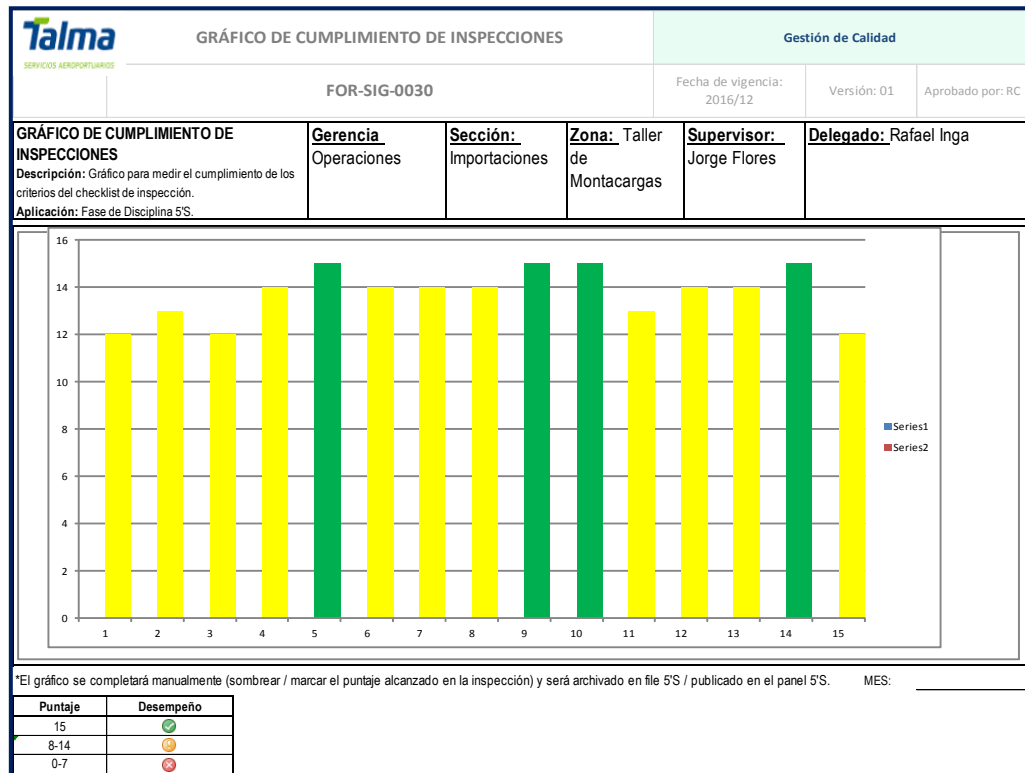 Talma
SERVICIOS AEROPORTUARIOS
GRÁFICO DE CUMPLIMIENTO DE INSPECCIONES
Gestión de Calidad
FOR-SIG-0030
Fecha de vigencia:
2016/12
Versión: 01
Aprobado por: RC
GRÁFICO DE CUMPLIMIENTO DE
INSPECCIONES
Descripción: Gráfico para medir el cumplimiento de los
criterios del checklist de inspección.
Aplicación: Fase de Disciplina 5'S.
Gerencia
Operaciones
Sección:
Importaciones
Zona: Taller
de
Montacargas
Supervisor:
Jorge Flores
Delegado: Rafael Inga
16
14
12
10
8
6
4
2
0
1 2 3 4 5 6 7 8 9 10 11 12 13 14 15
Series1
Series2
*El gráfico se completará manualmente (sombrear / marcar el puntaje alcanzado en la inspección) y será archivado en file 5'S / publicado en el panel 5'S. MES:
Puntaje Desempeño
15
8-14
0-7